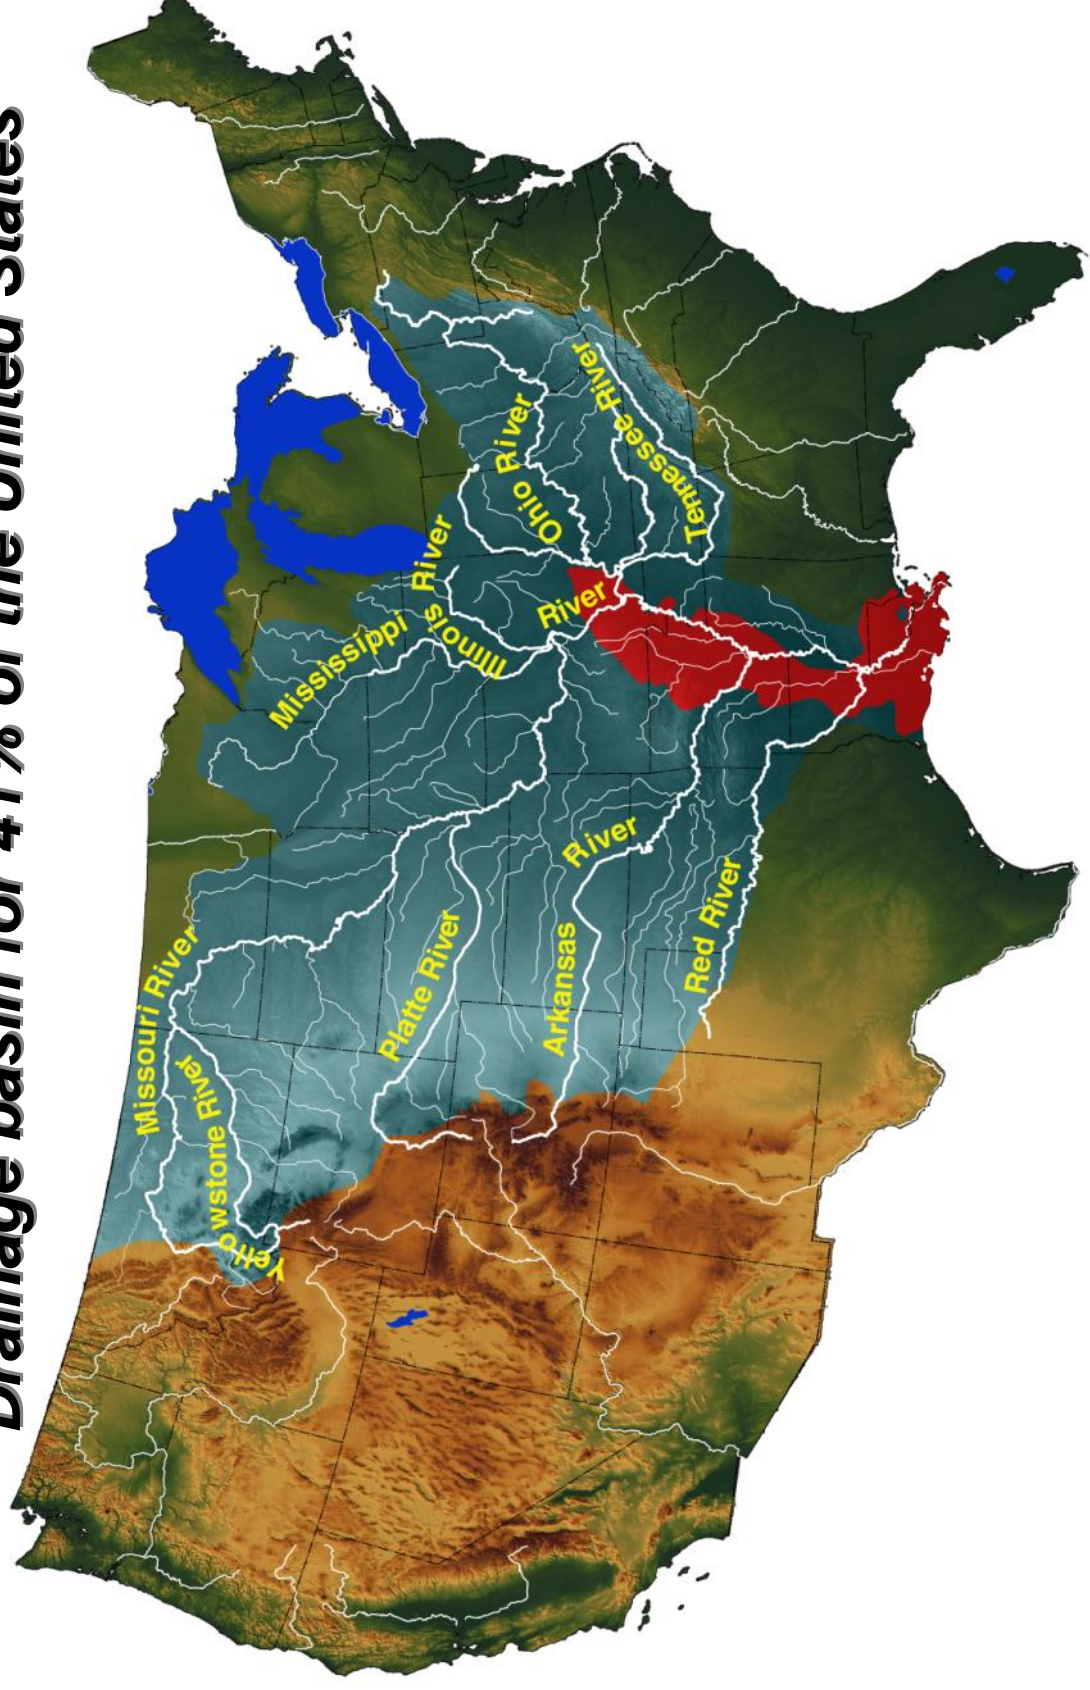 Drainage basin for 41% of the United States
Missouri River
Yellowstone River
Mississippi River
Illinois River
Ohio River
Tennessee River
Platte River
Arkansas River
Red River